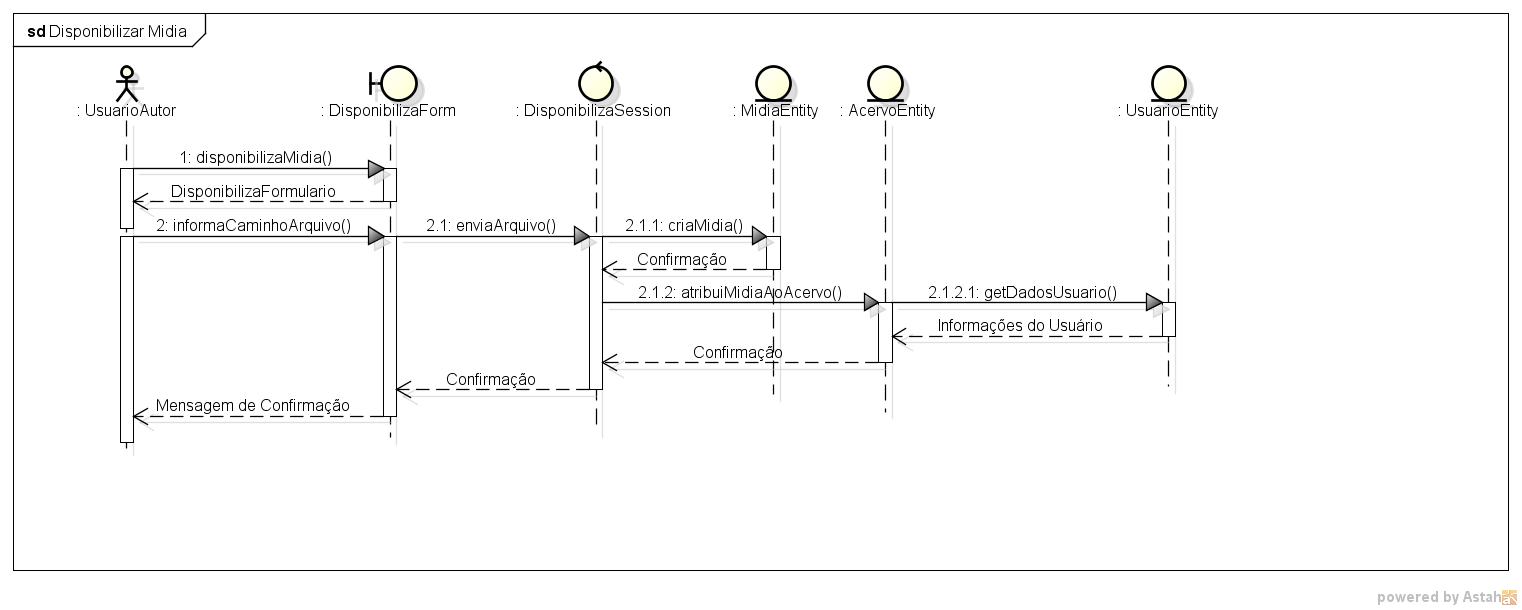 sd Disponibilizar Midia
: UsuarioAutor
: DisponibilizaForm
: DisponibilizaSession
: MidiaEntity
: AcervoEntity
: UsuarioEntity
1: disponibilizaMidia()
DisponibilizaFormulario
2: informaCaminhoArquivo()
2.1: enviaArquivo()
2.1.1: criaMidia()
Confirmação
2.1.2: atribuiMidiaAoAcervo()
2.1.2.1: getDadosUsuario()
Informações do Usuário
Confirmação
Confirmação
Mensagem de Confirmação
powered by Astah